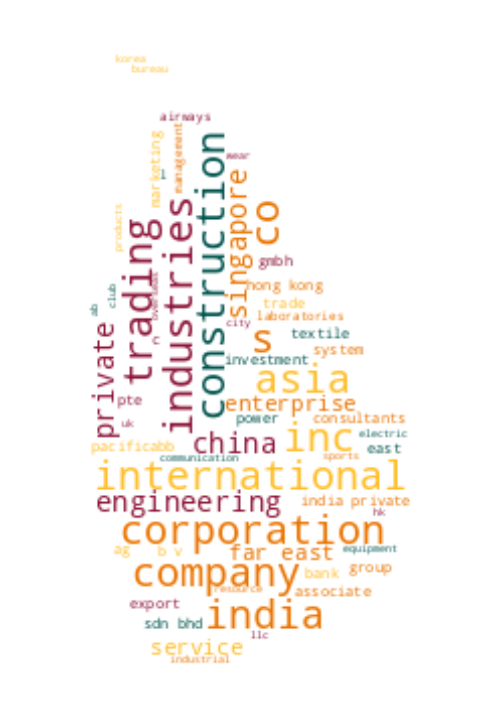 korea
bureau
airways
marketing
management
l
construction
wear
industries
singapore
co
products
trading
overseas
gmbh
hong kong
club
ab
trade
laboratories
private
city
c
s
textile
system
investment
asia
pte
enterprise
uk
power
consultants
china
inc
electric
pacificabb
east
communication
sports
international
engineering
india private
hk
corporation
ag
b v
far east
equipment
company
bank
group
resource
associate
export
india
sdn bhd
llc
service
industrial